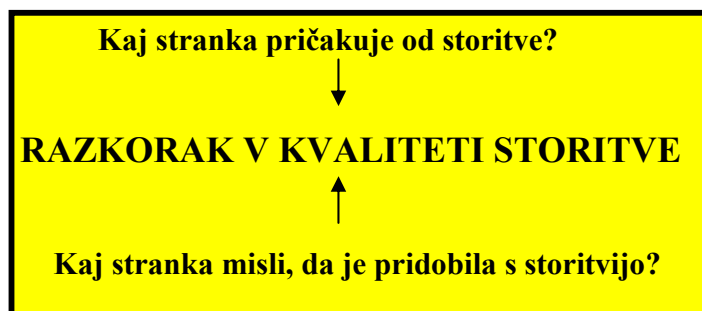 Kaj stranka pričakuje od storitve?
RAZKORAK V KVALITETI STORITVE
Kaj stranka misli, da je pridobila s storitvijo?